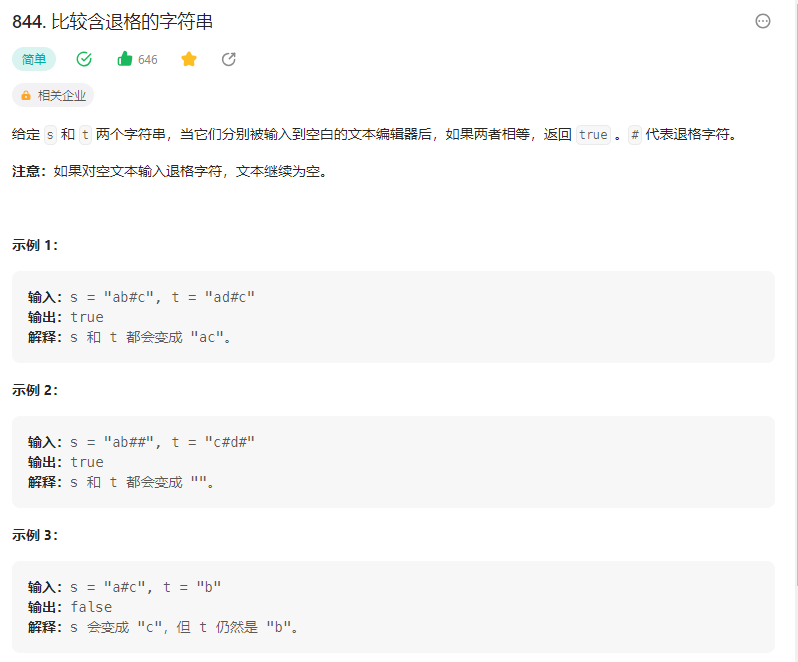 844. 比较含退格的字符串
简单 646
相关企业
给定 s 和 t 两个字符串，当它们分别被输入到空白的文本编辑器后，如果两者相等，返回 true 。# 代表退格字符。
注意：如果对空文本输入退格字符，文本继续为空。
示例 1：
输入：s = "ab#c", t = "ad#c"
输出：true
解释：s 和 t 都会变成 "ac"。
示例 2：
输入：s = "ab##", t = "c#d#"
输出：true
解释：s 和 t 都会变成 ""。
示例 3：
输入：s = "a#c", t = "b"
输出：false
解释：s 会变成 "c"，但 t 仍然是 "b"。